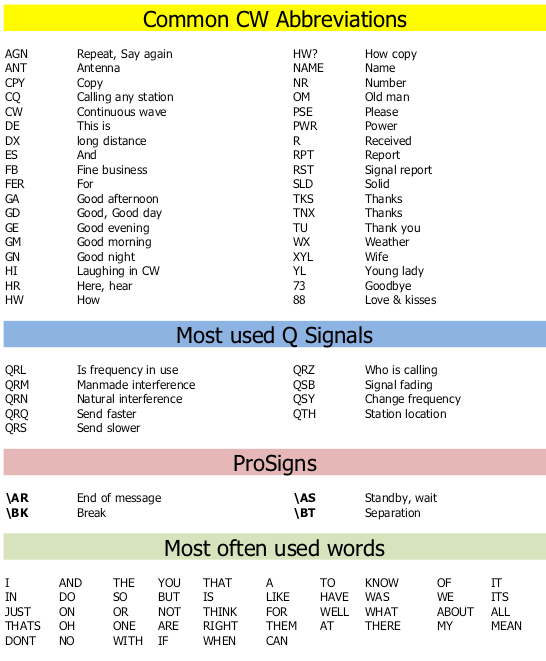 Common CW Abbreviations
AGN Repeat, Say again HW? How copy
ANT Antenna NAME Name
CPY Copy NR Number
CQ Calling any station OM Old man
CW Continuous wave PSE Please
DE This is PWR Power
DX long distance R Received
ES And RPT Report
FB Fine business RST Signal report
FER For SLD Solid
GA Good afternoon TKS Thanks
GD Good, Good day TNX Thanks
GE Good evening TU Thank you
GM Good morning WX Weather
GN Good night XYL Wife
HI Laughing in CW YL Young lady
HR Here, hear 73 Goodbye
HW How 88 Love & kisses
Most used Q Signals
QRL Is frequency in use QRZ Who is calling
QRM Manmade interference QSB Signal fading
QRN Natural interference QSY Change frequency
QRQ Send faster QTH Station location
QRS Send slower
ProSigns
\AR End of message \AS Standby, wait
\BK Break \BT Separation
Most often used words
I AND THE YOU THAT A TO KNOW OF IT
IN DO SO BUT IS LIKE HAVE WAS WE ITS
JUST ON OR NOT THINK FOR WELL WHAT ABOUT ALL
THATS OH ONE ARE RIGHT THEM AT THERE MY MEAN
DONT NO WITH IF WHEN CAN